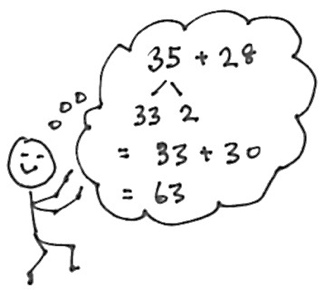 35 + 28
33 2
= 33 + 30
= 63